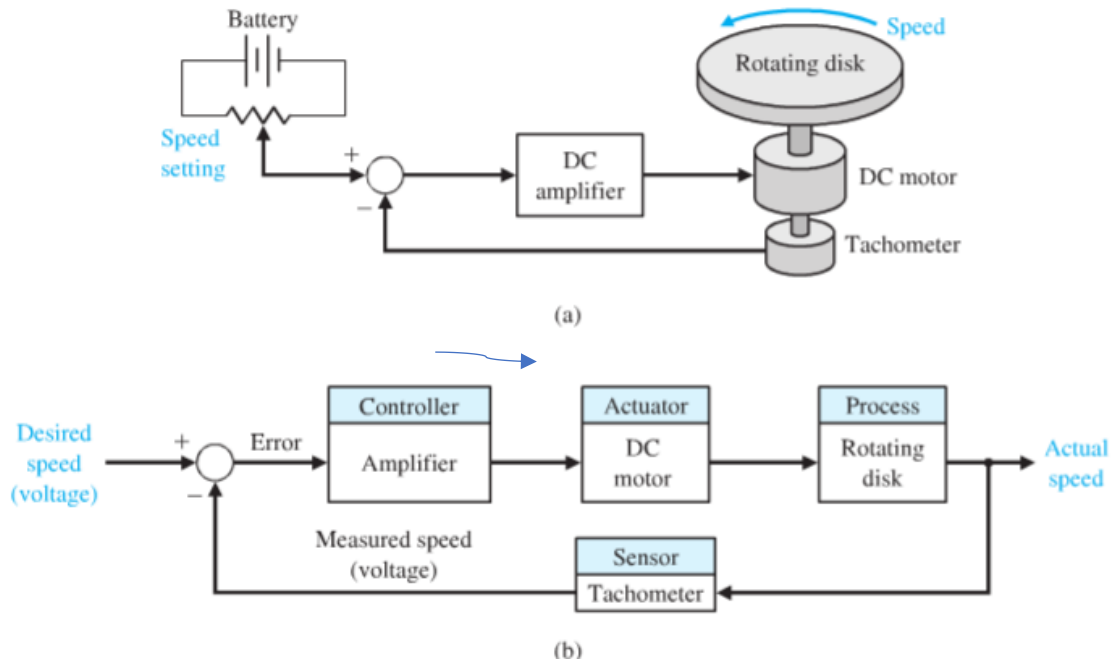 Battery
Speed
Rotating disk
Speed
setting
+
−
DC
amplifier
DC motor
Tachometer
(a)
Desired
speed
(voltage)
+
−
Error
Controller
Amplifier
Actuator
DC
motor
Process
Rotating
disk
Actual
speed
Measured speed
(voltage)
Sensor
Tachometer
(b)